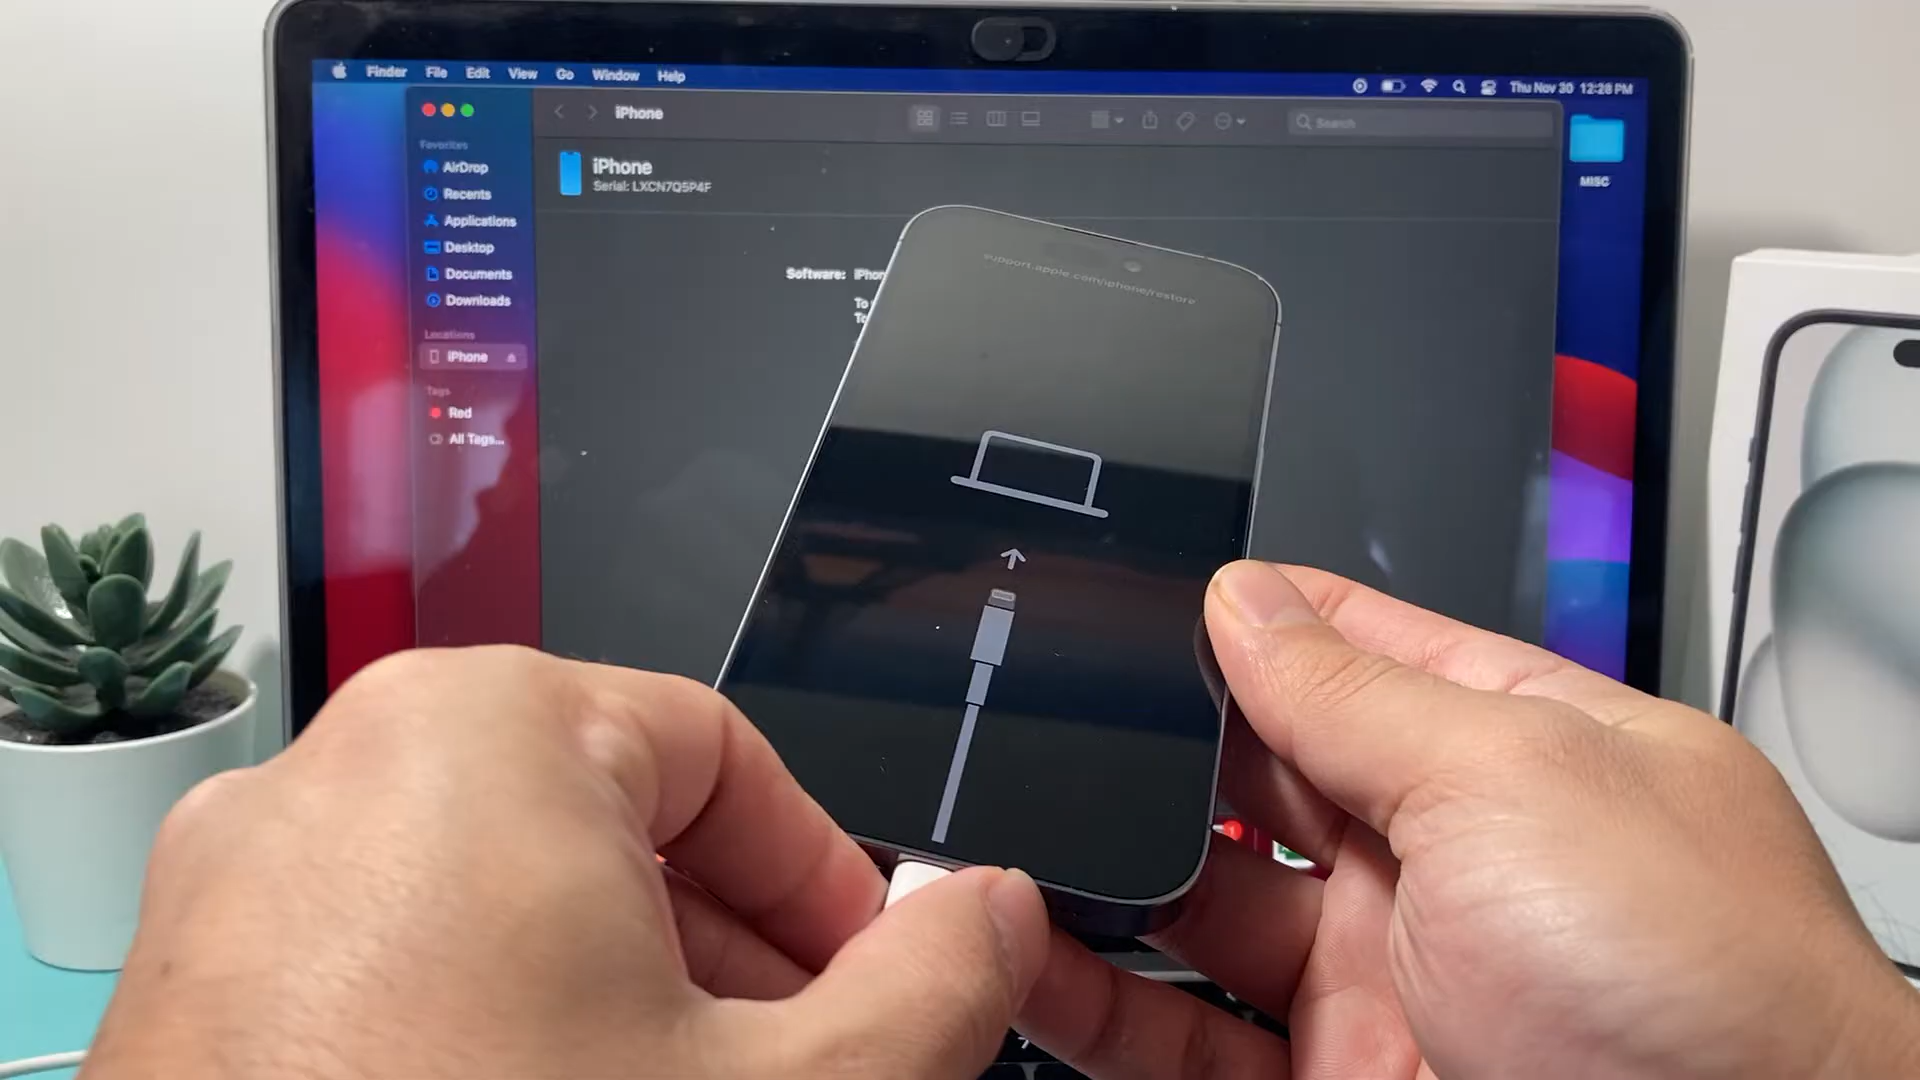 Finder File Edit View Go Window Help
Thu Nov 30 12:28 PM
iPhone
Search
Favorites
AirDrop
Recents
Applications
Desktop
Documents
Downloads
Locations
iPhone
Tags
Red
All Tags...
iPhone
Serial: LXCN7Q5P4F
Software:
MISC
support.apple.com/iphone/restore